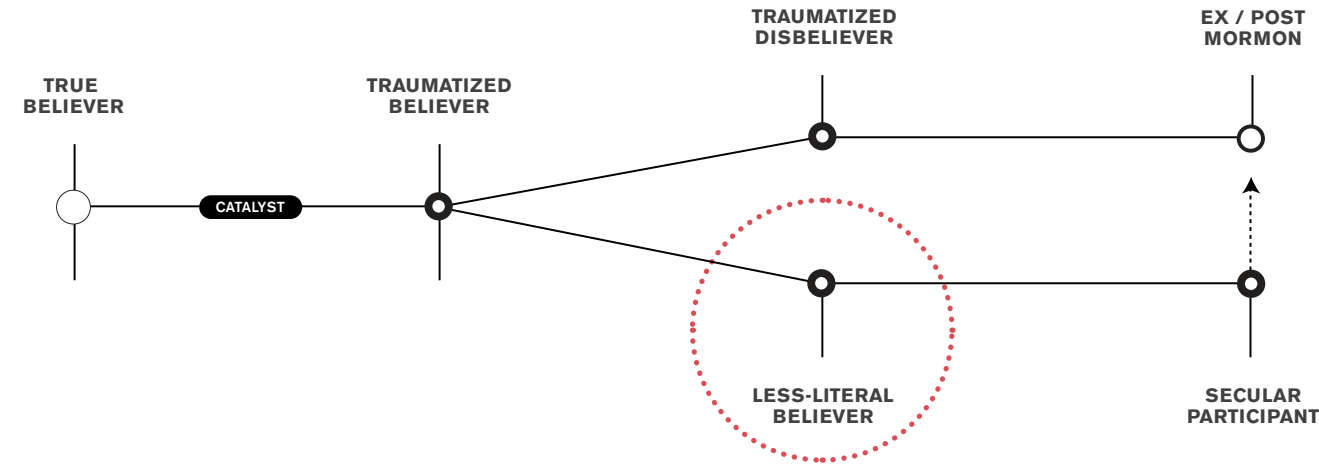 TRAUMATIZED
DISBELIEVER
EX / POST
MORMON
TRUE
BELIEVER
TRAUMATIZED
BELIEVER
CATALYST
LESS-LITERAL
BELIEVER
SECULAR
PARTICIPANT